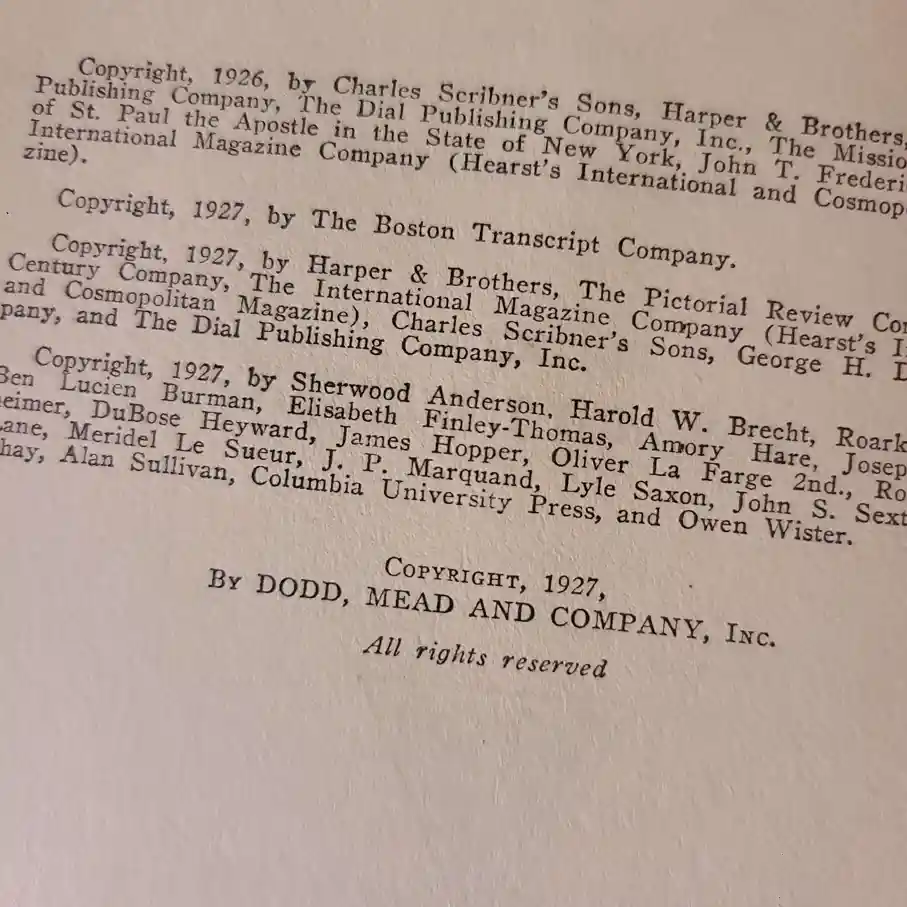 Copyright, 1926, by Charles Scribner's Sons, Harper & Brothers,
Publishing Company, The Dial Publishing Company, Inc., The Missio
of St. Paul the Apostle in the State of New York, John T. Frederi
International Magazine Company (Hearst's International and Cosmop
zine).
Copyright, 1927, by The Boston Transcript Company.
Copyright, 1927, by Harper & Brothers, The Pictorial Review Co
Century Company, The International Magazine Company (Hearst's I
and Cosmopolitan Magazine), Charles Scribner's Sons, George H. D
pany, and The Dial Publishing Company, Inc.
Copyright, 1927, by Sherwood Anderson, Harold W. Brecht, Roark
Ben Lucien Burman, Elisabeth Finley-Thomas, Amory Hare, Josep
eimer, DuBose Heyward, James Hopper, Oliver La Farge 2nd., Ro
ane, Meridel Le Sueur, J. P. Marquand, Lyle Saxon, John S. Sext
hay, Alan Sullivan, Columbia University Press, and Owen Wister.
Copyright, 1927,
By DODD, MEAD AND COMPANY, Inc.
All rights reserved